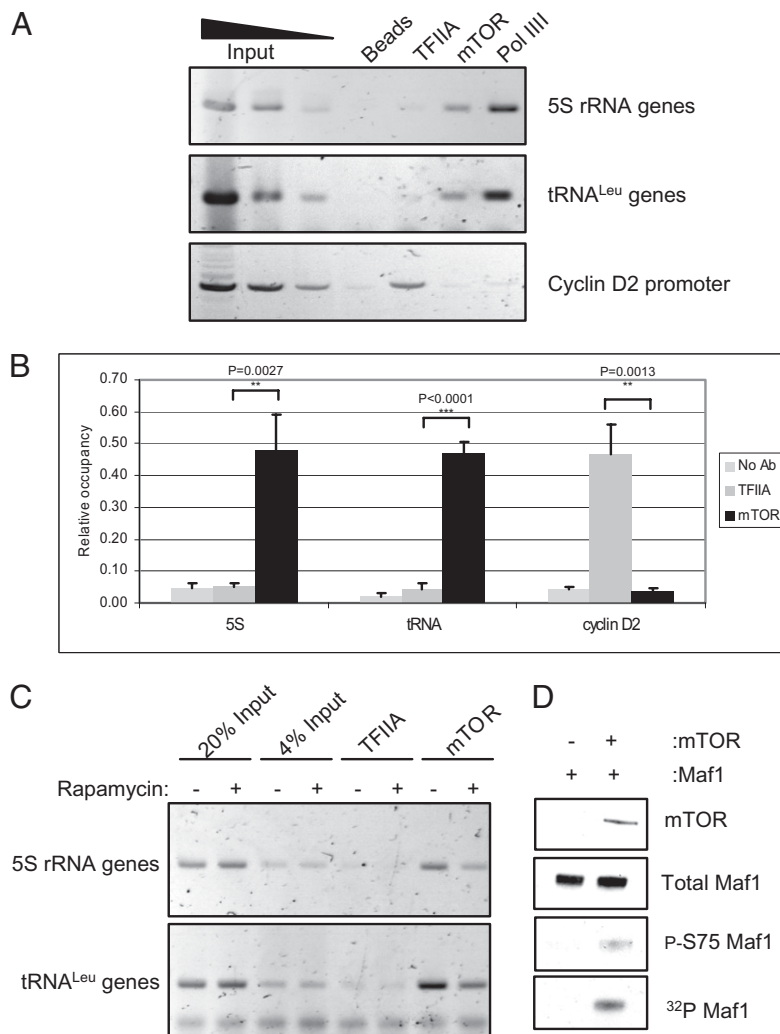 A
Input
Beads
TFIIA
mTOR
Pol IIII
5S rRNA genes
tRNALeu genes
Cyclin D2 promoter
B
P=0.0027
**
P<0.0001
***
P=0.0013
**
0.70
0.60
0.50
0.40
0.30
0.20
0.10
0.00
Relative occupancy
5S
tRNA
cyclin D2
No Ab
TFIIA
mTOR
C
20% Input
4% Input
TFIIA
mTOR
Rapamycin: - + - + - + - +
5S rRNA genes
tRNALeu genes
D
- + :mTOR
+ + :Maf1
mTOR
Total Maf1
P-S75 Maf1
32P Maf1